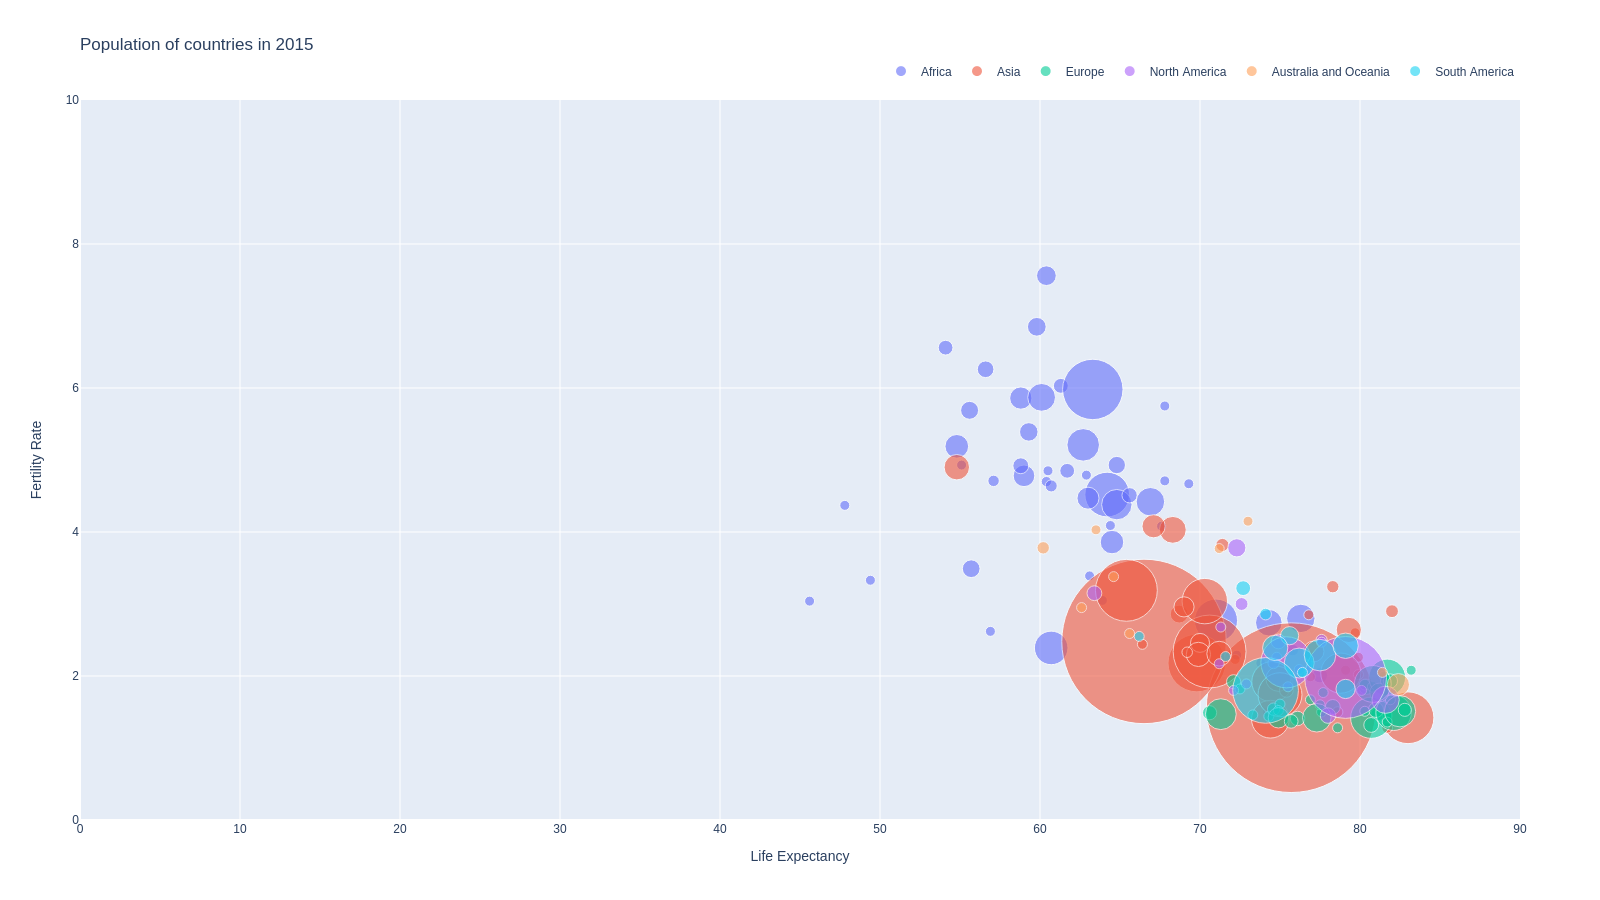 Population of countries in 2015
Africa Asia Europe North America Australia and Oceania South America
10
8
6
4
2
0
Fertility Rate
0 10 20 30 40 50 60 70 80 90
Life Expectancy